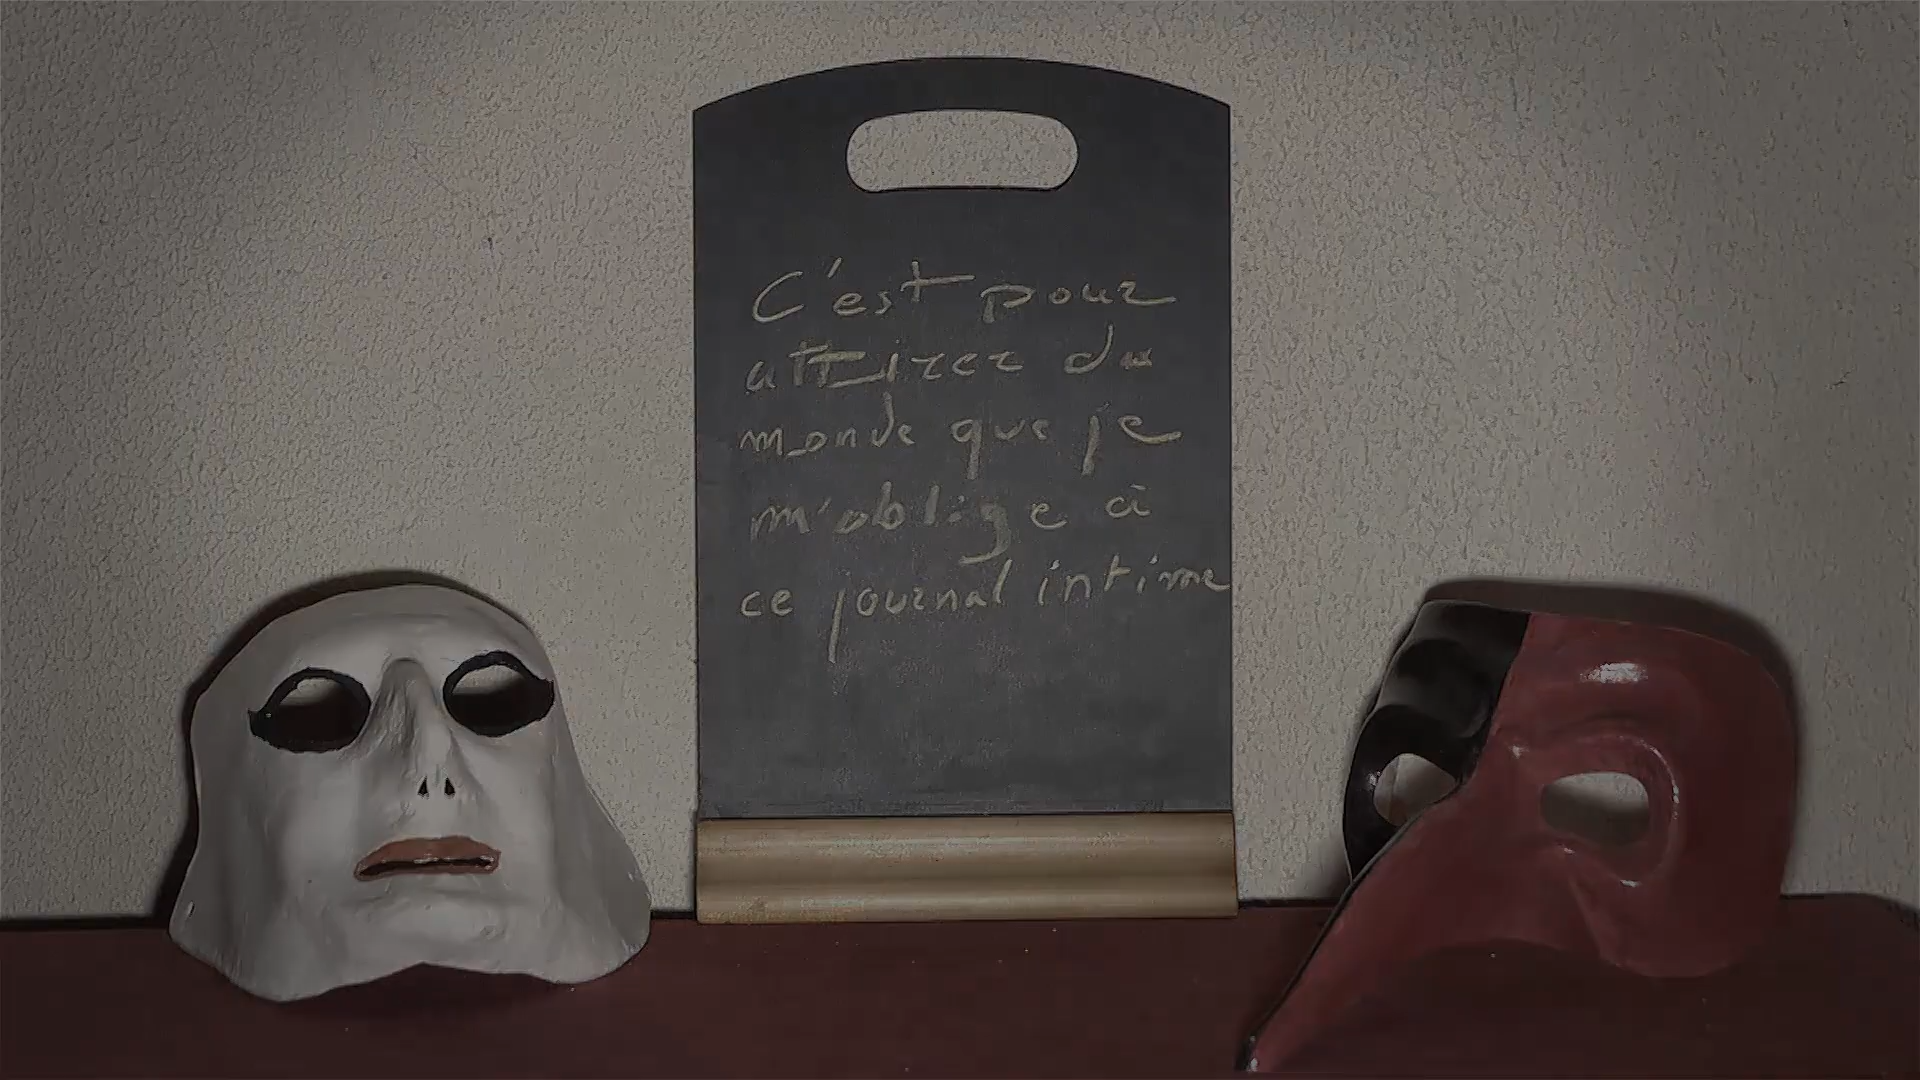 C'est pour
attirer du
monde que je
m'oblige à
ce journal intime